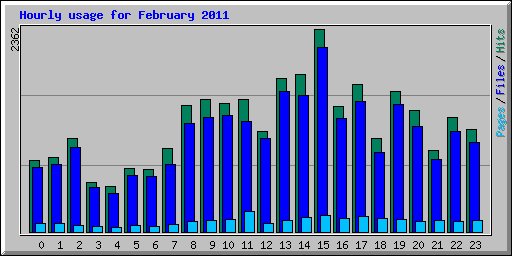 Hourly usage for February 2011
2362
Pages/Files/Hits
0 1 2 3 4 5 6 7 8 9 10 11 12 13 14 15 16 17 18 19 20 21 22 23